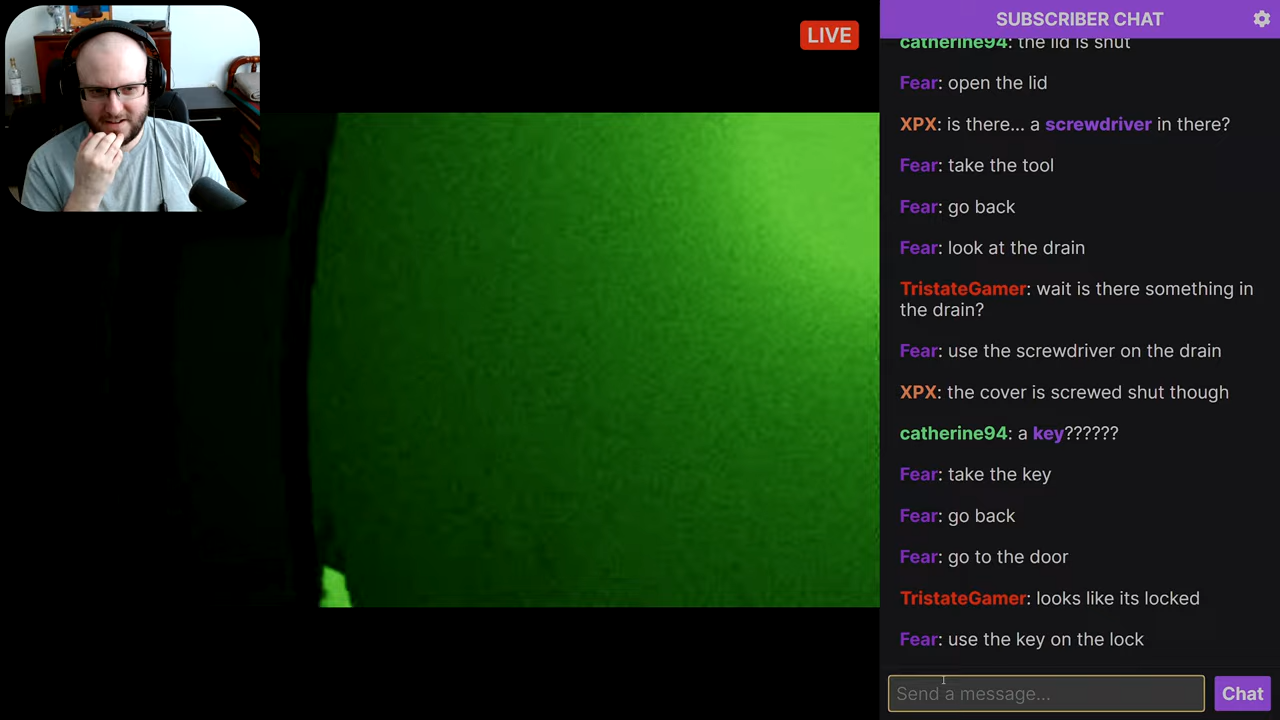 LIVE
SUBSCRIBER CHAT
catherine94: the lid is shut
Fear: open the lid
XPX: is there... a screwdriver in there?
Fear: take the tool
Fear: go back
Fear: look at the drain
TristateGamer: wait is there something in
the drain?
Fear: use the screwdriver on the drain
XPX: the cover is screwed shut though
catherine94: a key??????
Fear: take the key
Fear: go back
Fear: go to the door
TristateGamer: looks like its locked
Fear: use the key on the lock
Send a message...
Chat